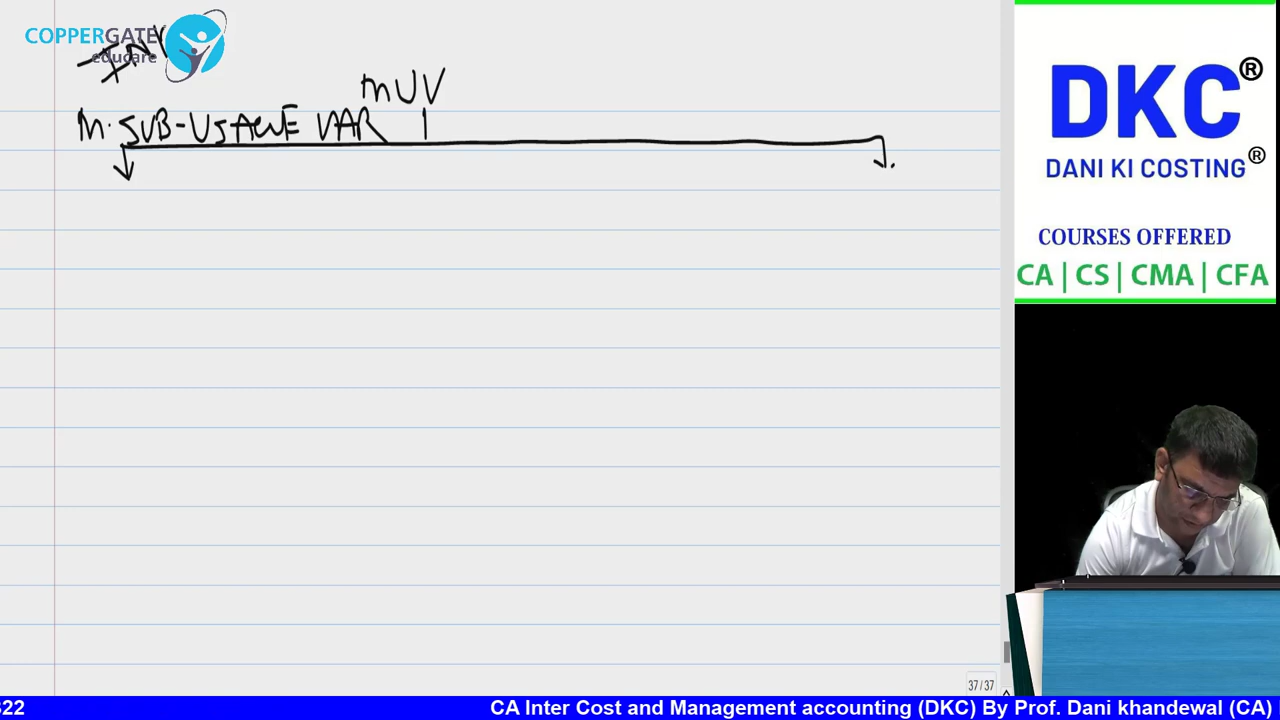 COPPERGATE
educare
MUV
M. SUB-USAGE VAR
DKC®
DANI KI COSTING®
COURSES OFFERED
CA | CS | CMA | CFA
37/37
322
CA Inter Cost and Management accounting (DKC) By Prof. Dani khandewal (CA)